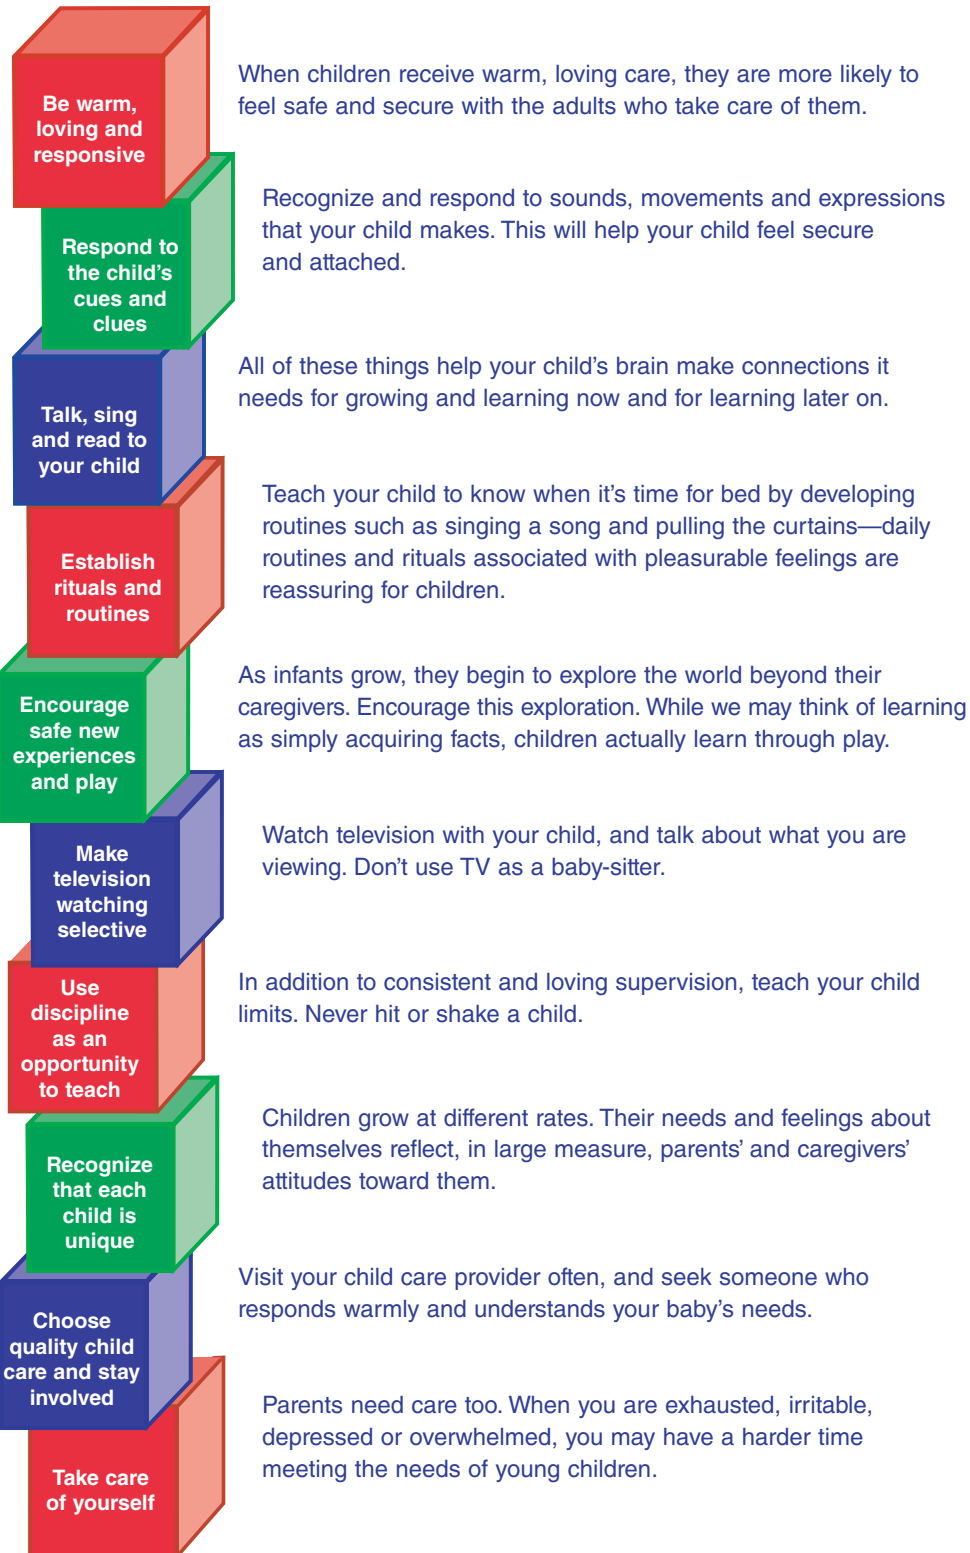 Be warm,
loving and
responsive
When children receive warm, loving care, they are more likely to
feel safe and secure with the adults who take care of them.
Respond to
the child’s
cues and
clues
Recognize and respond to sounds, movements and expressions
that your child makes. This will help your child feel secure
and attached.
Talk, sing
and read to
your child
All of these things help your child’s brain make connections it
needs for growing and learning now and for learning later on.
Establish
rituals and
routines
Teach your child to know when it’s time for bed by developing
routines such as singing a song and pulling the curtains—daily
routines and rituals associated with pleasurable feelings are
reassuring for children.
Encourage
safe new
experiences
and play
As infants grow, they begin to explore the world beyond their
caregivers. Encourage this exploration. While we may think of learning
as simply acquiring facts, children actually learn through play.
Make
television
watching
selective
Watch television with your child, and talk about what you are
viewing. Don’t use TV as a baby-sitter.
Use
discipline
as an
opportunity
to teach
In addition to consistent and loving supervision, teach your child
limits. Never hit or shake a child.
Recognize
that each
child is
unique
Children grow at different rates. Their needs and feelings about
themselves reflect, in large measure, parents’ and caregivers’
attitudes toward them.
Choose
quality child
care and stay
involved
Visit your child care provider often, and seek someone who
responds warmly and understands your baby’s needs.
Take care
of yourself
Parents need care too. When you are exhausted, irritable,
depressed or overwhelmed, you may have a harder time
meeting the needs of young children.